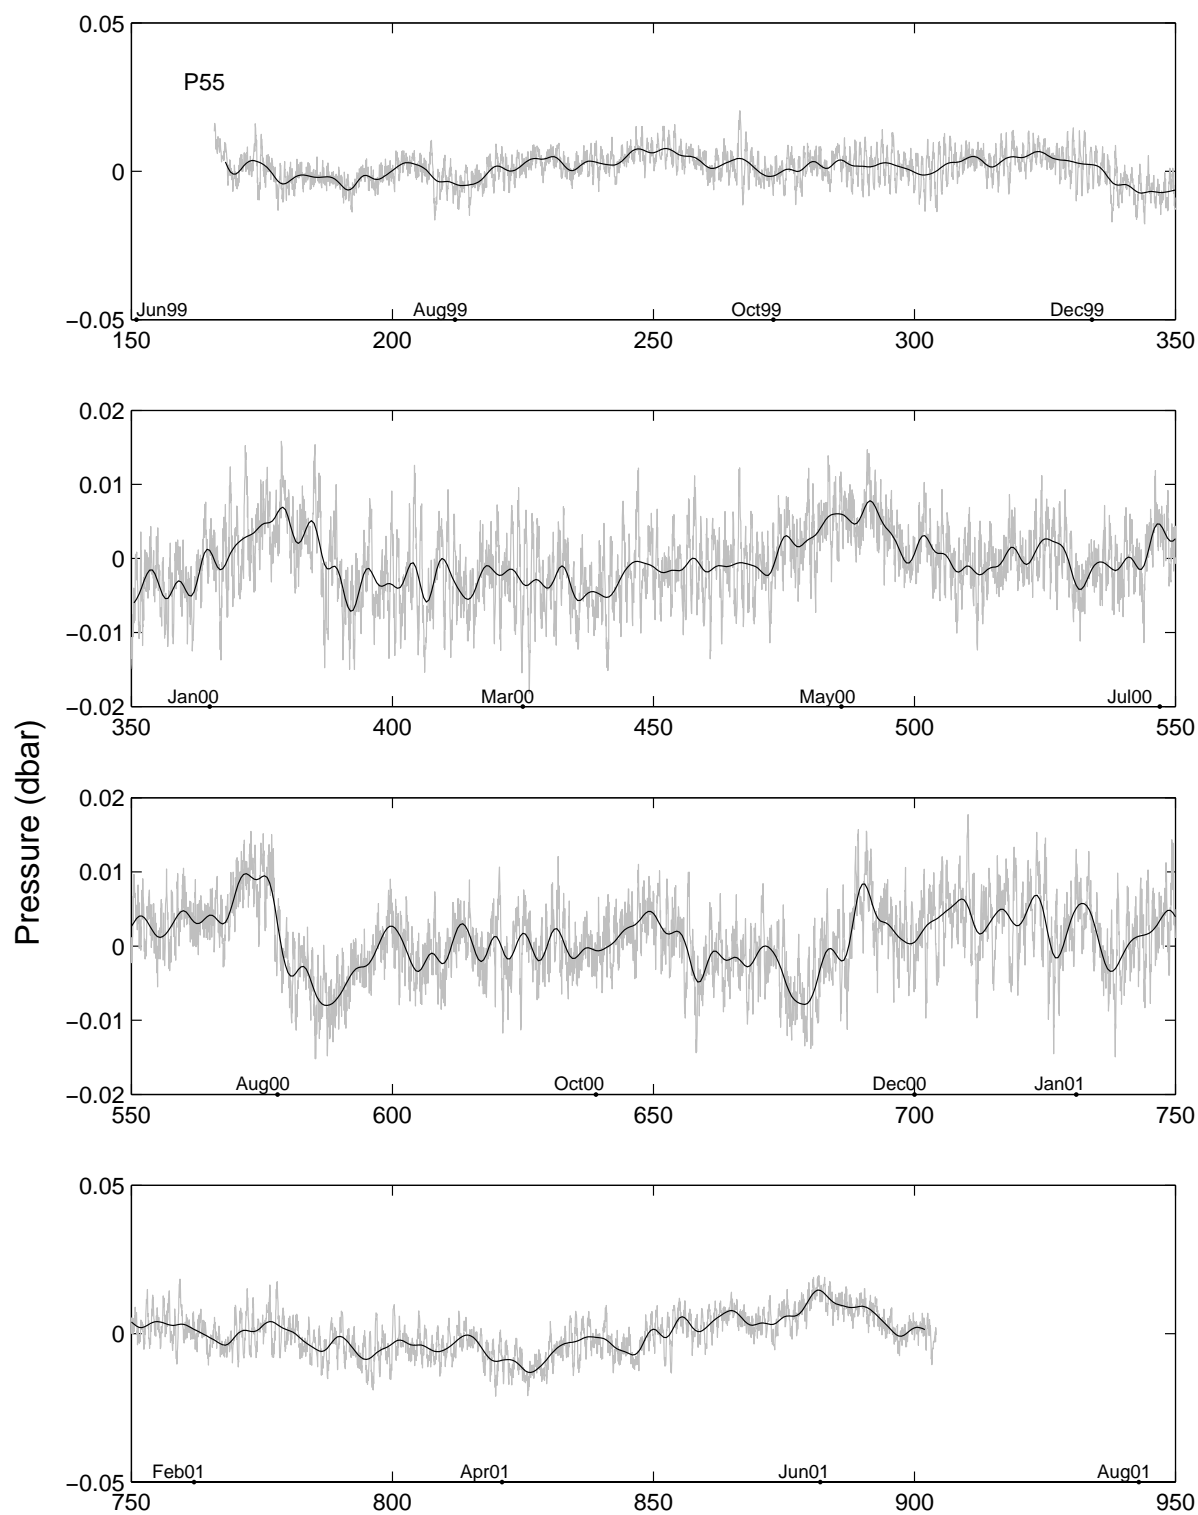 0.05
P55
0
Jun99 Aug99 Oct99 Dec99
−0.05
150 200 250 300 350
0.02
0.01
0
−0.01
Jan00 Mar00 May00 Jul00
−0.02
350 400 450 500 550
Pressure (dbar)
0.02
0.01
0
−0.01
Aug00 Oct00 Dec00 Jan01
−0.02
550 600 650 700 750
0.05
0
Feb01 Apr01 Jun01 Aug01
−0.05
750 800 850 900 950